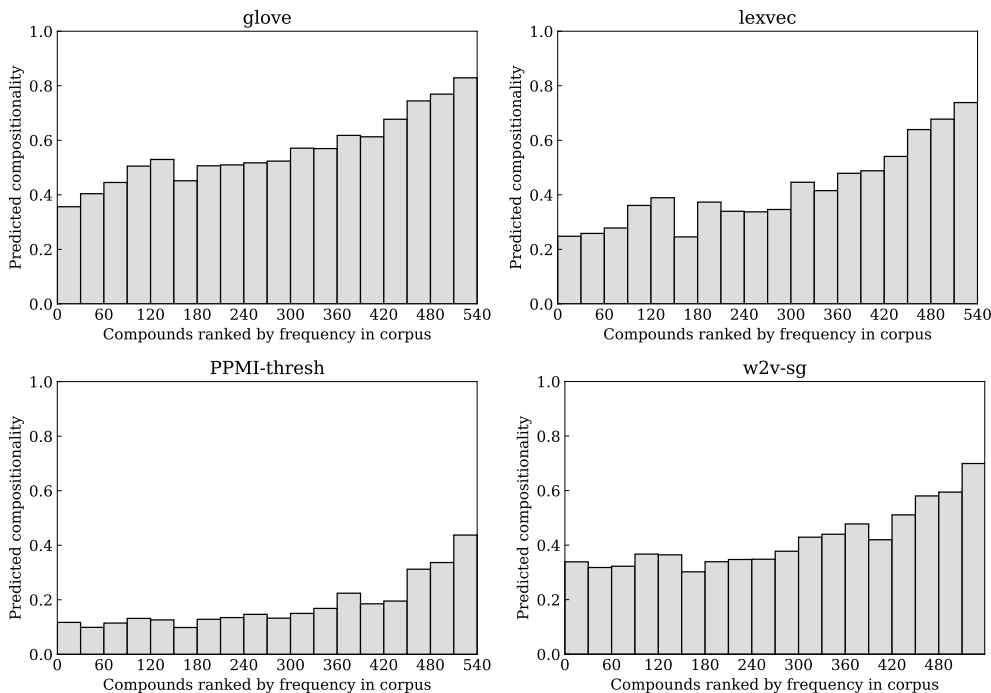 glove
1.0
0.8
0.6
0.4
0.2
0.0
Predicted compositionality
0 60 120 180 240 300 360 420 480 540
Compounds ranked by frequency in corpus
lexvec
1.0
0.8
0.6
0.4
0.2
0.0
Predicted compositionality
0 60 120 180 240 300 360 420 480 540
Compounds ranked by frequency in corpus
PPMI-thresh
1.0
0.8
0.6
0.4
0.2
0.0
Predicted compositionality
0 60 120 180 240 300 360 420 480 540
Compounds ranked by frequency in corpus
w2v-sg
1.0
0.8
0.6
0.4
0.2
0.0
Predicted compositionality
0 60 120 180 240 300 360 420 480
Compounds ranked by frequency in corpus